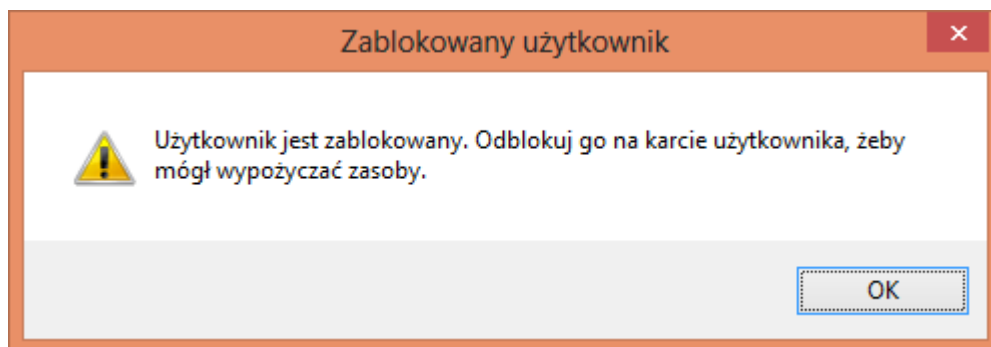 Zablokowany użytkownik
Użytkownik jest zablokowany. Odblokuj go na karcie użytkownika, żeby
mógł wypożyczać zasoby.
OK